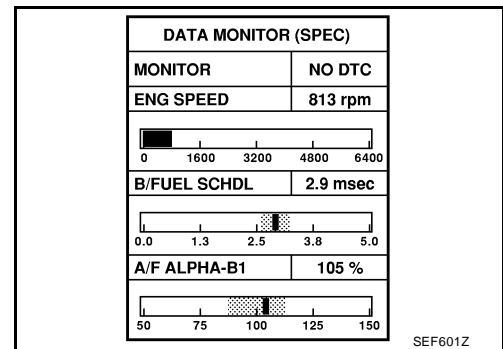 DATA MONITOR (SPEC)
MONITOR NO DTC
ENG SPEED 813 rpm
0 1600 3200 4800 6400
B/FUEL SCHDL 2.9 msec
0.0 1.3 2.5 3.8 5.0
A/F ALPHA-B1 105 %
50 75 100 125 150
SEF601Z